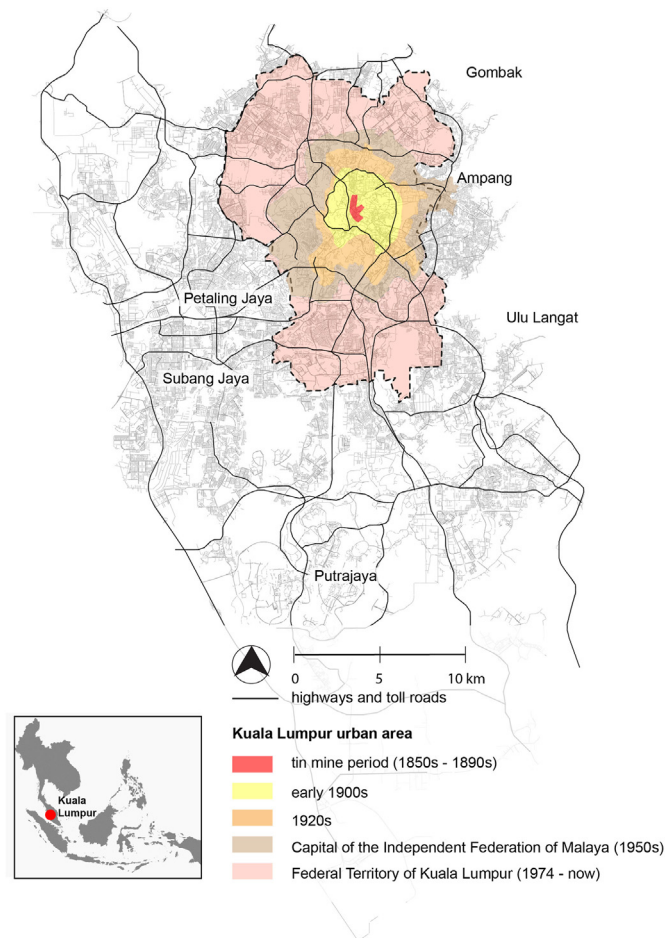 Gombak
Ampang
Petaling Jaya
Ulu Langat
Subang Jaya
Putrajaya
0 5 10 km
highways and toll roads
Kuala Lumpur urban area
tin mine period (1850s - 1890s)
early 1900s
1920s
Capital of the Independent Federation of Malaya (1950s)
Federal Territory of Kuala Lumpur (1974 - now)
Kuala
Lumpur